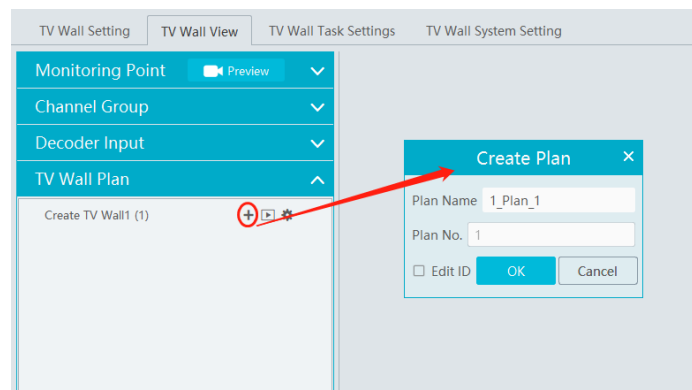 TV Wall Setting TV Wall View TV Wall Task Settings TV Wall System Setting
Monitoring Point Preview
Channel Group
Decoder Input
TV Wall Plan
Create TV Wall1 (1)
Create Plan
Plan Name 1_Plan_1
Plan No. 1
Edit ID OK Cancel